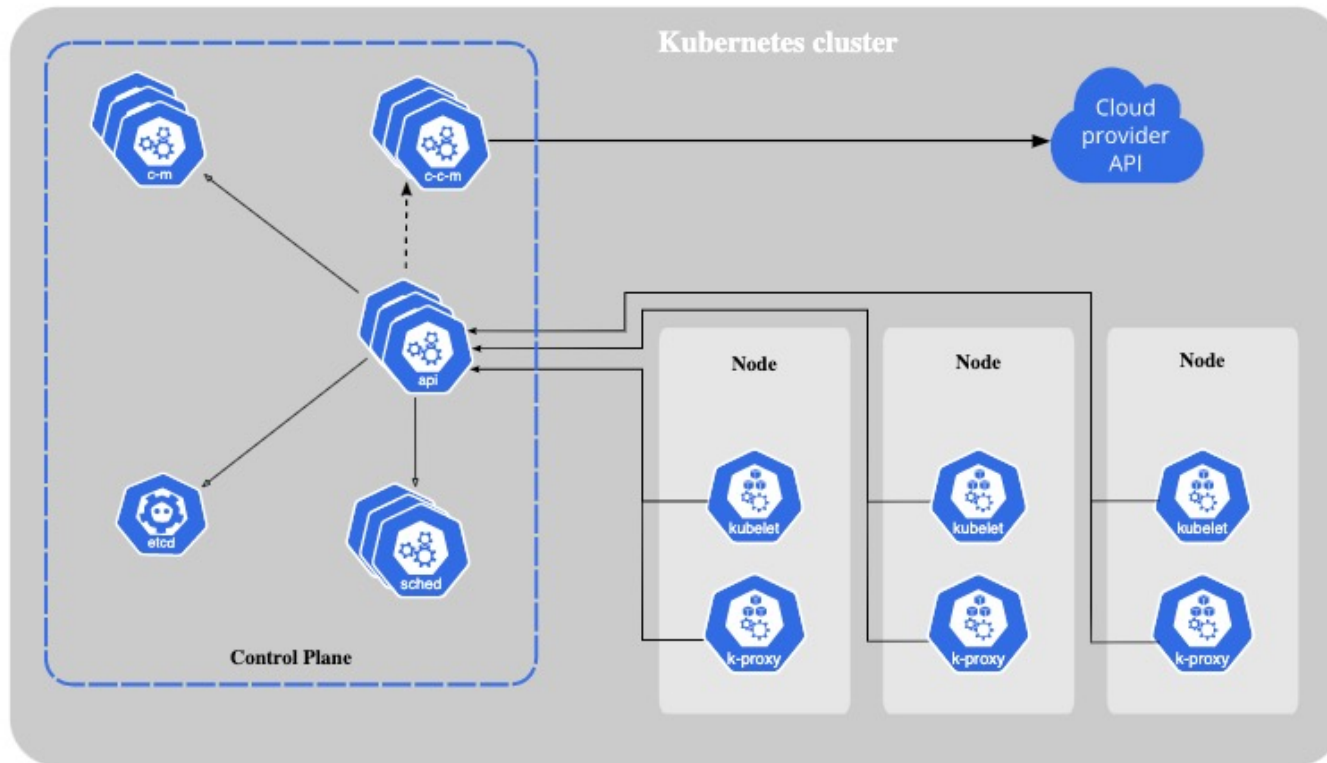 Kubernetes cluster
c-m
c-c-m
Cloud
provider
API
api
etcd
sched
Control Plane
Node
kubelet
k-proxy
Node
kubelet
k-proxy
Node
kubelet
k-proxy